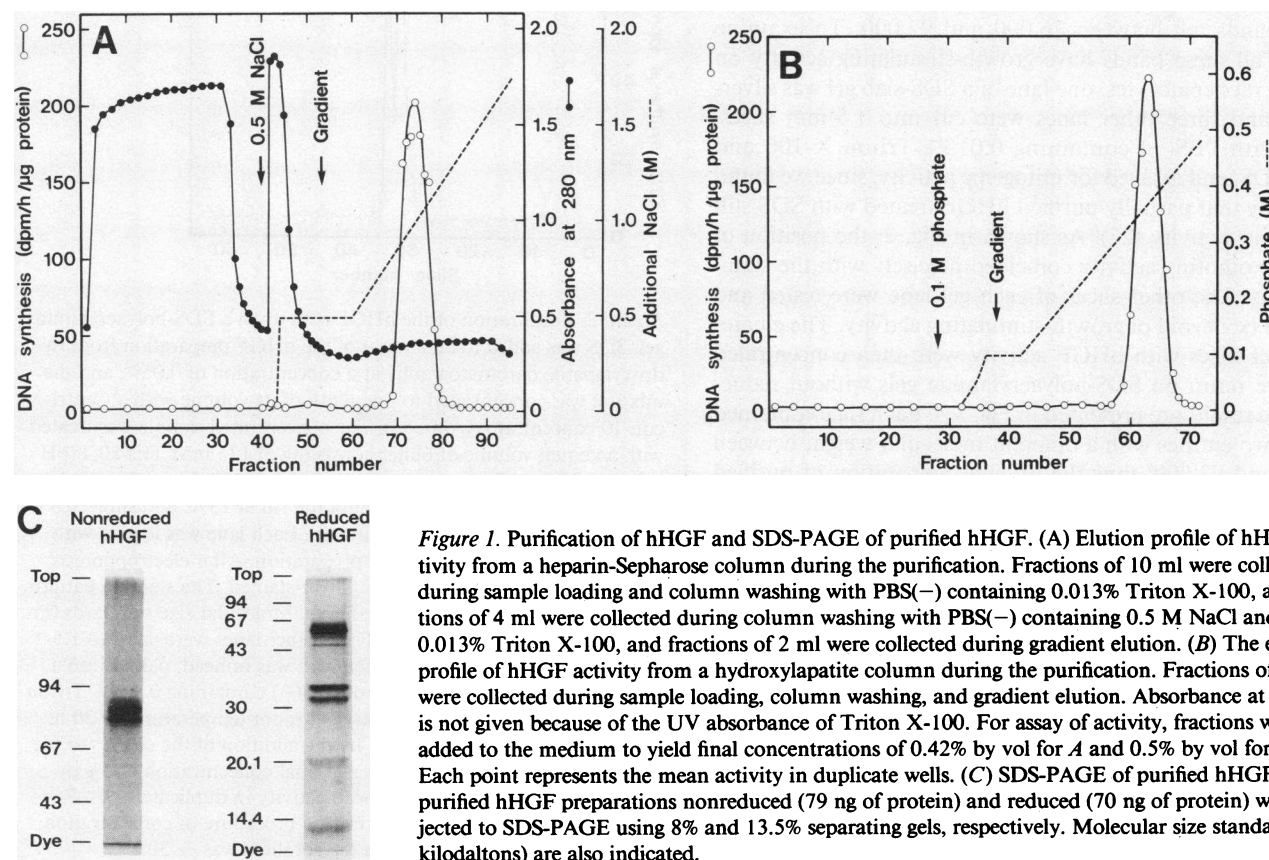 A
250
200
150
100
50
0
DNA synthesis (dpm/h /µg protein)
0.5 M NaCl
Gradient
2.0
1.5
1.0
0.5
0
Absorbance at 280 nm
2.0
1.5
1.0
0.5
0
Additional NaCl (M)
10 20 30 40 50 60 70 80 90
Fraction number
B
250
200
150
100
50
0
DNA synthesis (dpm/h /µg protein)
0.1 M phosphate
Gradient
0.6
0.5
0.4
0.3
0.2
0.1
0
Phosphate (M)
10 20 30 40 50 60 70
Fraction number
C
Nonreduced
hHGF
Top
94
67
43
Dye
Reduced
hHGF
Top
94
67
43
30
20.1
14.4
Dye
Figure 1. Purification of hHGF and SDS-PAGE of purified hHGF. (A) Elution profile of hH
tivity from a heparin-Sepharose column during the purification. Fractions of 10 ml were coll
during sample loading and column washing with PBS(−) containing 0.013% Triton X-100, a
tions of 4 ml were collected during column washing with PBS(−) containing 0.5 M NaCl and
0.013% Triton X-100, and fractions of 2 ml were collected during gradient elution. (B) The e
profile of hHGF activity from a hydroxylapatite column during the purification. Fractions of
were collected during sample loading, column washing, and gradient elution. Absorbance at
is not given because of the UV absorbance of Triton X-100. For assay of activity, fractions w
added to the medium to yield final concentrations of 0.42% by vol for A and 0.5% by vol for
Each point represents the mean activity in duplicate wells. (C) SDS-PAGE of purified hHGF
purified hHGF preparations nonreduced (79 ng of protein) and reduced (70 ng of protein) w
jected to SDS-PAGE using 8% and 13.5% separating gels, respectively. Molecular size standa
kilodaltons) are also indicated.